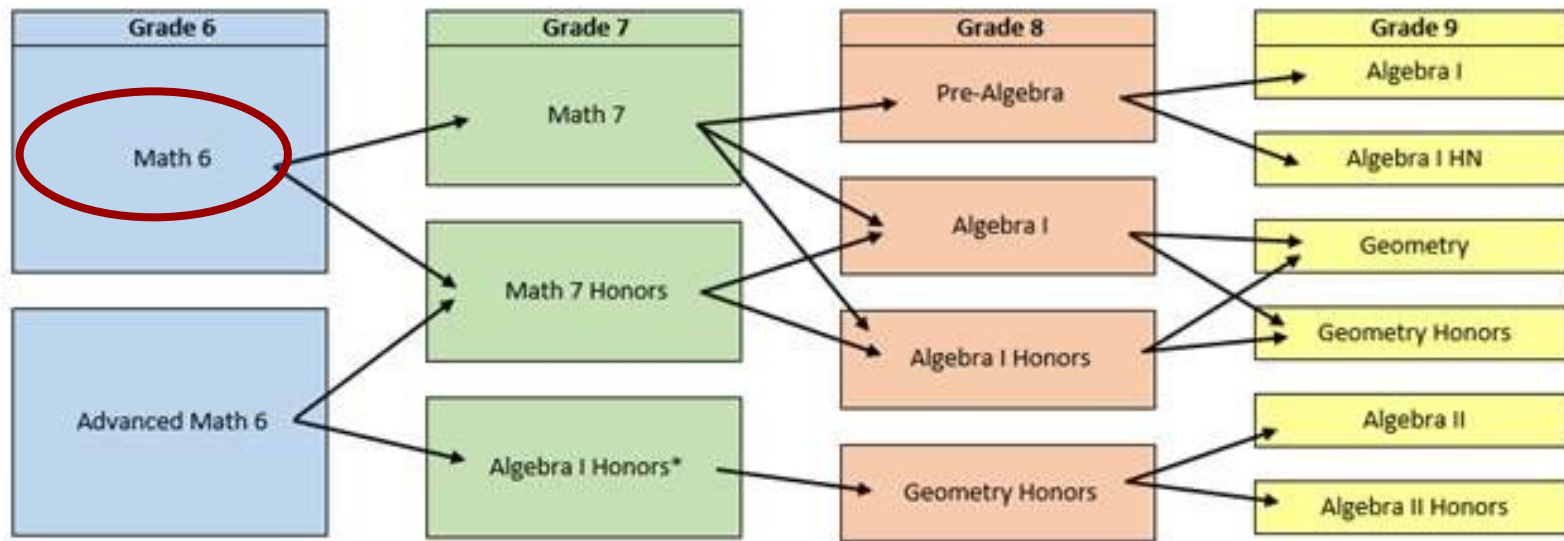 Grade 6
Math 6
Advanced Math 6
Grade 7
Math 7
Math 7 Honors
Algebra I Honors*
Grade 8
Pre-Algebra
Algebra I
Algebra I Honors
Geometry Honors
Grade 9
Algebra I
Algebra I HN
Geometry
Geometry Honors
Algebra II
Algebra II Honors